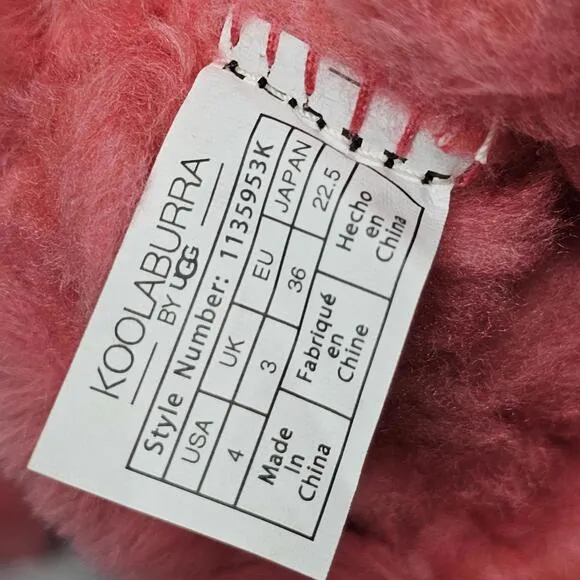 KOOLABURRA
BY UGG
Style Number: 1135953K
USA UK EU JAPAN
4 3 36 22.5
Made In China
Fabriqué en Chine
Hecho en China